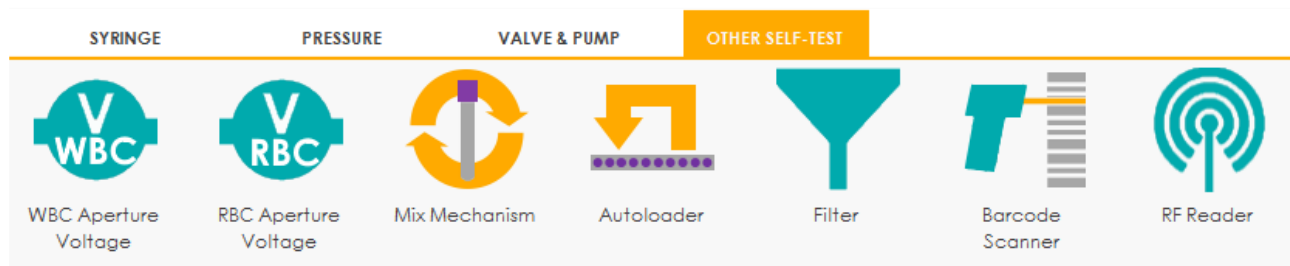 SYRINGE
PRESSURE
VALVE & PUMP
OTHER SELF-TEST
V
WBC
V
RBC
WBC Aperture
Voltage
RBC Aperture
Voltage
Mix Mechanism
Autoloader
Filter
Barcode
Scanner
RF Reader